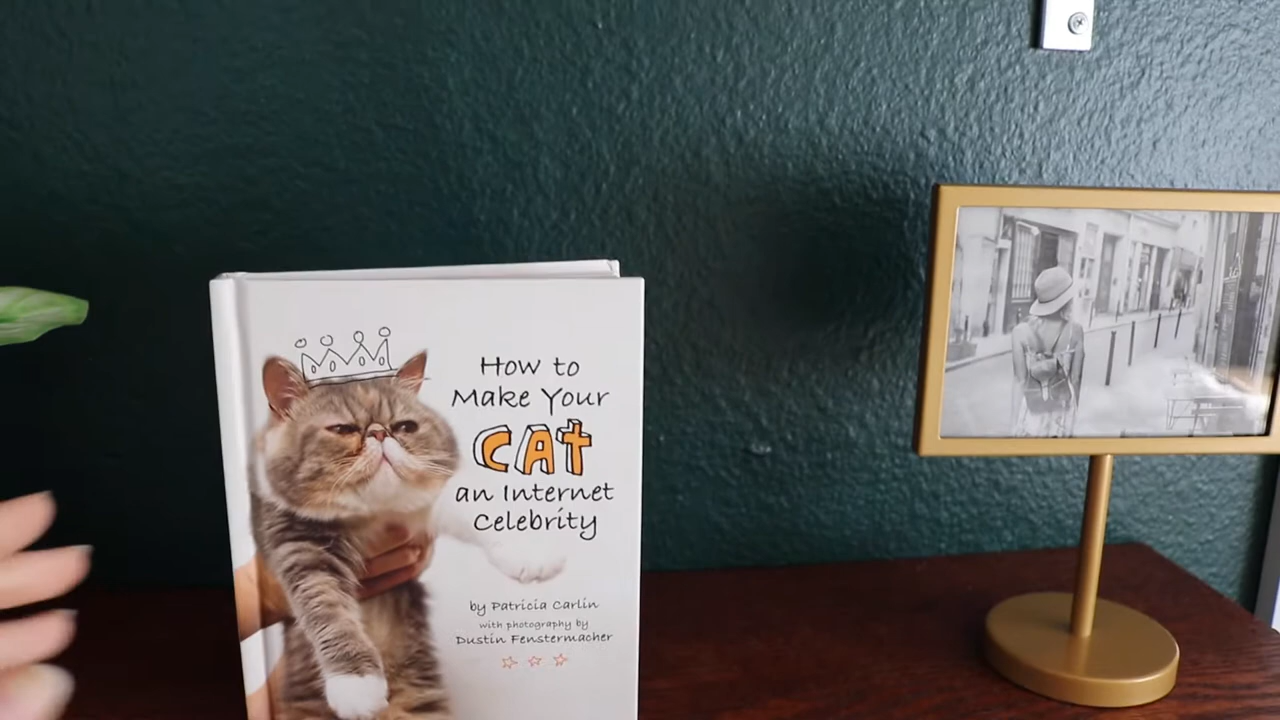 How to
Make Your
CAT
an Internet
Celebrity
by Patricia Carlin
with photography by
Dustin Fenstermacher